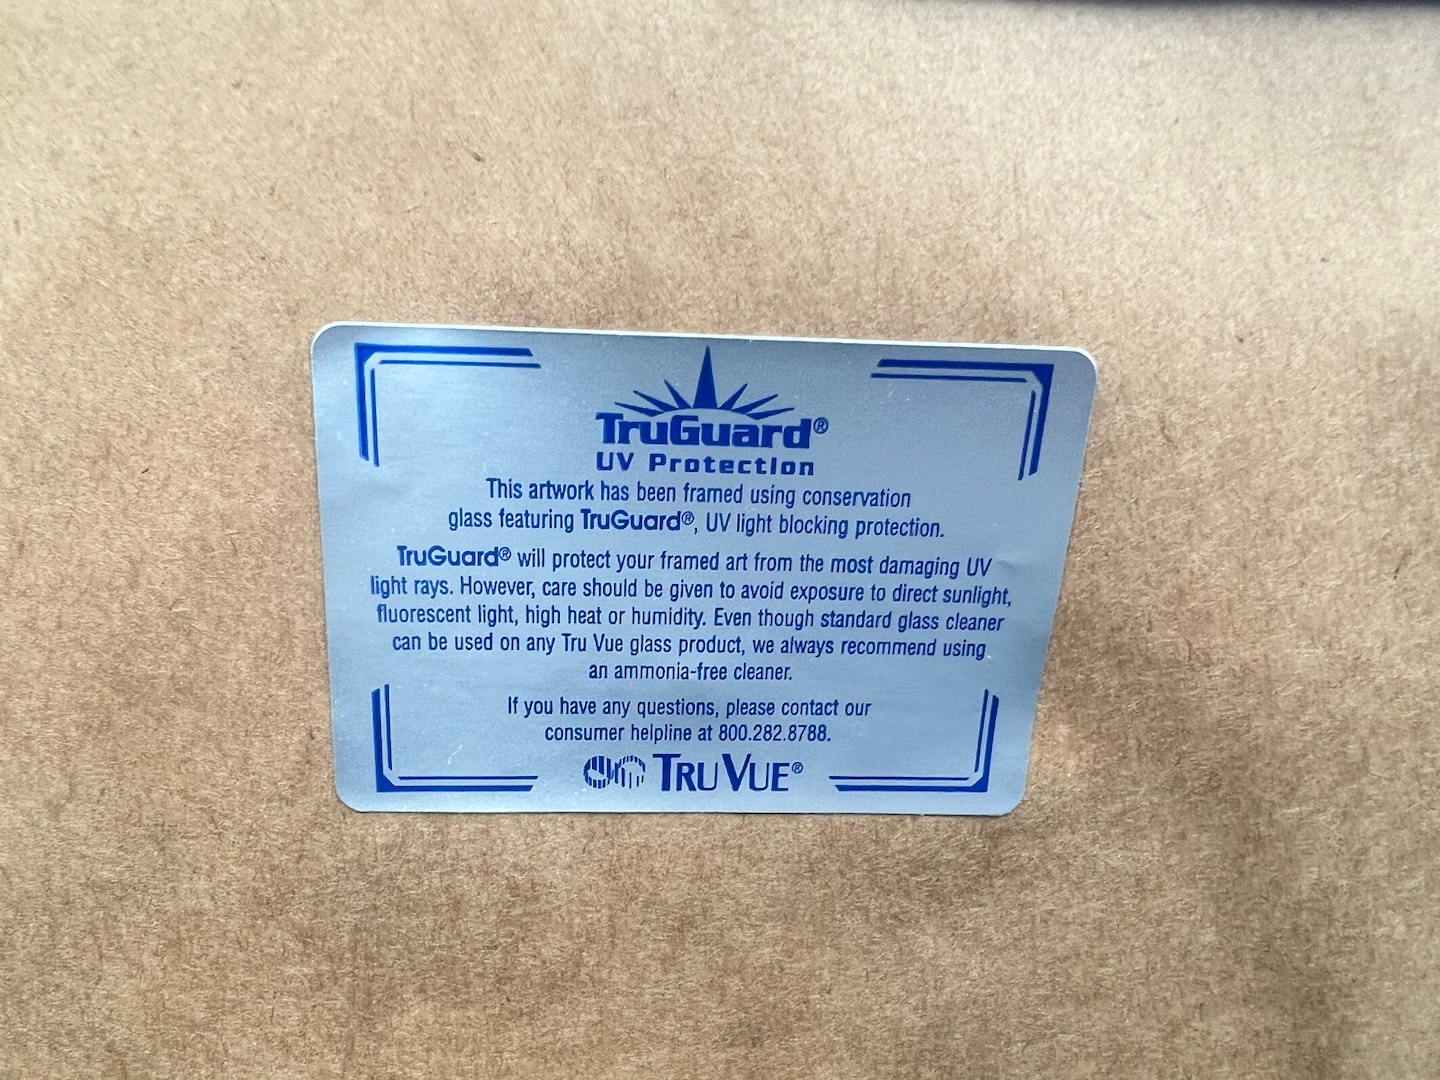 TruGuard®
UV Protection
This artwork has been framed using conservation
glass featuring TruGuard®, UV light blocking protection.
TruGuard® will protect your framed art from the most damaging UV
light rays. However, care should be given to avoid exposure to direct sunlight,
fluorescent light, high heat or humidity. Even though standard glass cleaner
can be used on any Tru Vue glass product, we always recommend using
an ammonia-free cleaner.
If you have any questions, please contact our
consumer helpline at 800.282.8788.
TRU VUE®